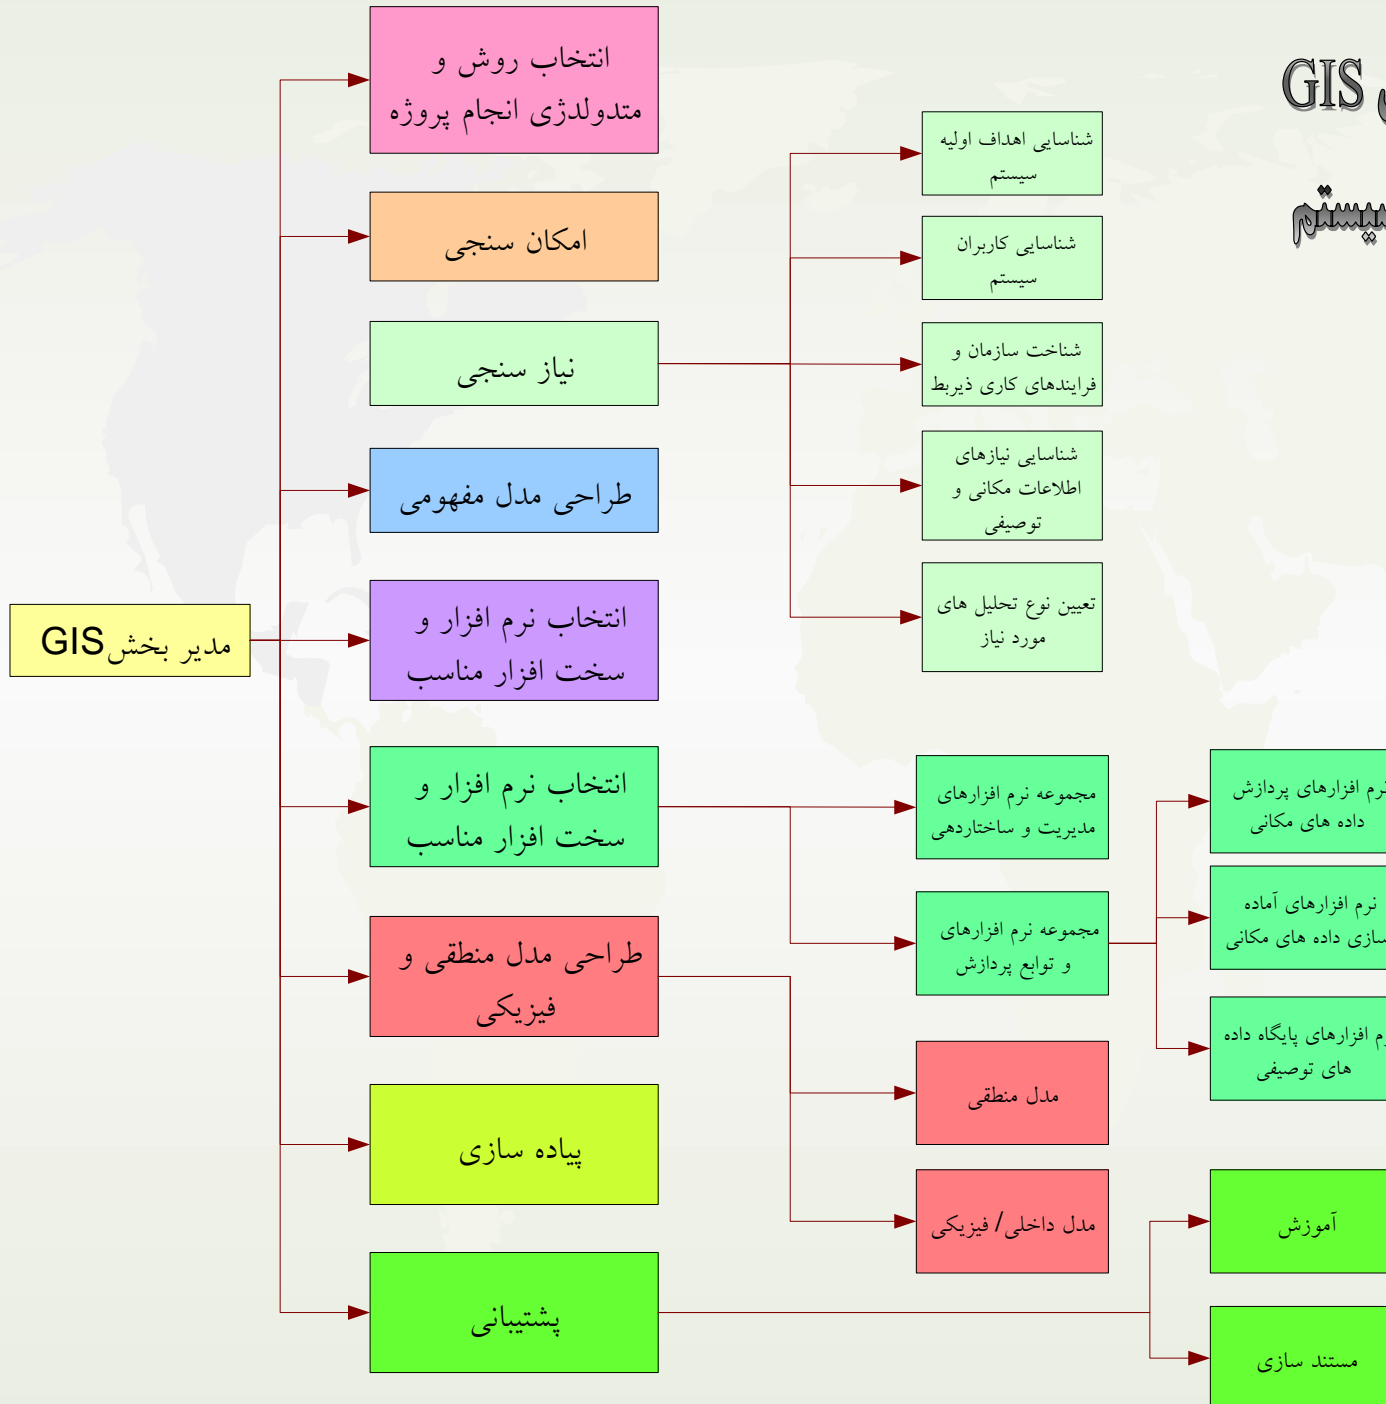 GIS
سیستم
انتخاب روش و
متدولدژی انجام پروژه
امکان سنجی
نیاز سنجی
طراحی مدل مفهومی
انتخاب نرم افزار و
سخت افزار مناسب
انتخاب نرم افزار و
سخت افزار مناسب
طراحی مدل منطقی و
فیزیکی
پیاده سازی
پشتیبانی
مدیر بخش GIS
شناسایی اهداف اولیه
سیستم
شناسایی کاربران
سیستم
شناخت سازمان و
فرایندهای کاری ذیربط
شناسایی نیازهای
اطلاعات مکانی و
توصیفی
تعیین نوع تحلیل های
مورد نیاز
مجموعه نرم افزارهای
مدیریت و ساختاردهی
مجموعه نرم افزارهای
و توابع پردازش
مدل منطقی
مدل داخلی/ فیزیکی
نرم افزارهای پردازش
داده های مکانی
نرم افزارهای آماده
سازی داده های مکانی
افزارهای پایگاه داده
های توصیفی
آموزش
مستند سازی